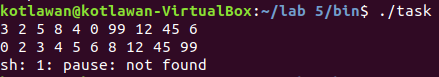 kotlawan@kotlawan-VirtualBox:~/lab 5/bin$ ./task
3 2 5 8 4 0 99 12 45 6
0 2 3 4 5 6 8 12 45 99
sh: 1: pause: not found